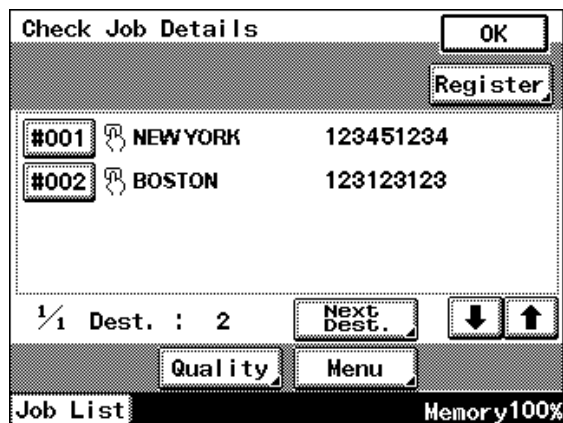 Check Job Details OK
Register
#001 NEW YORK 123451234
#002 BOSTON 123123123
1/1 Dest. : 2 Next Dest.
Quality Menu
Job List Memory100%